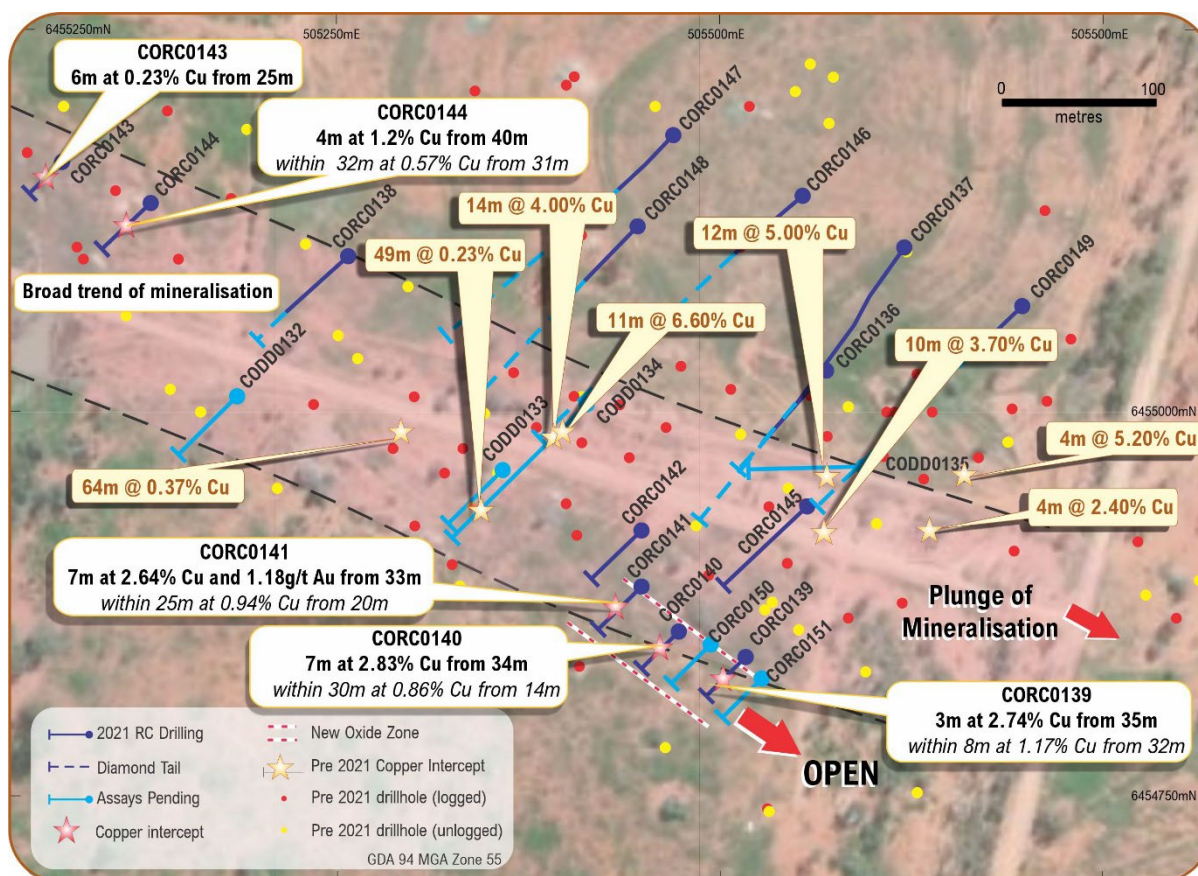 6455250mN
505250mE
505500mE
505500mE
CORC0143
6m at 0.23% Cu from 25m
CORC0144
4m at 1.2% Cu from 40m
within 32m at 0.57% Cu from 31m
100
metres
CORC0143
CORC0144
CORC0138
CORC0147
CORC0148
CORC0146
CORC0137
CORC0149
14m @ 4.00% Cu
12m @ 5.00% Cu
49m @ 0.23% Cu
Broad trend of mineralisation
11m @ 6.60% Cu
10m @ 3.70% Cu
CODD0132
CODD0134
CORC0136
6455000mN
CODD0133
CODD0135
4m @ 5.20% Cu
64m @ 0.37% Cu
4m @ 2.40% Cu
CORC0142
CORC0145
CORC0141
CORC0141
7m at 2.64% Cu and 1.18g/t Au from 33m
within 25m at 0.94% Cu from 20m
CORC0140
CORC0150
CORC0139
CORC0151
Plunge of
Mineralisation
CORC0140
7m at 2.83% Cu from 34m
within 30m at 0.86% Cu from 14m
CORC0139
3m at 2.74% Cu from 35m
within 8m at 1.17% Cu from 32m
OPEN
2021 RC Drilling
New Oxide Zone
Diamond Tail
Pre 2021 Copper Intercept
Assays Pending
Pre 2021 drillhole (logged)
Copper intercept
Pre 2021 drillhole (unlogged)
GDA 94 MGA Zone 55
6454750mN